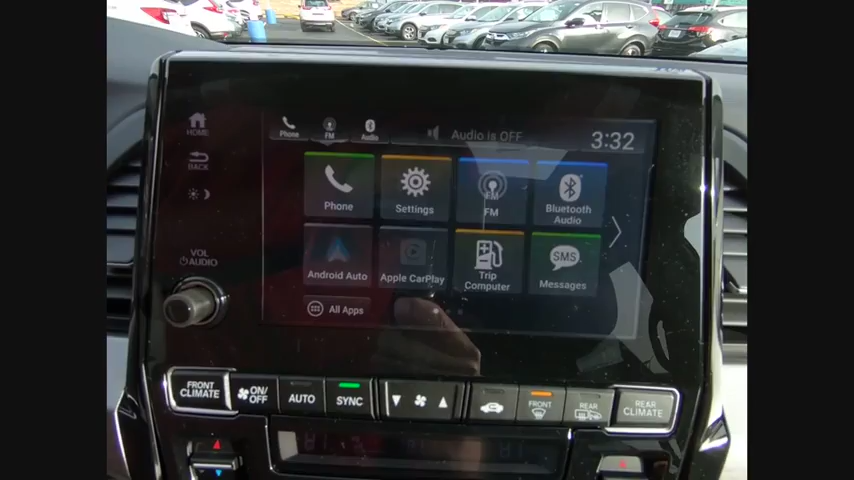 HOME
Phone
FM
Audio
Audio is OFF
3:32
BACK
Phone
Settings
FM
FM
Bluetooth
Audio
VOL
AUDIO
Android Auto
Apple CarPlay
Trip
Computer
SMS
Messages
All Apps
FRONT
CLIMATE
ON/
OFF
AUTO
SYNC
FRONT
REAR
REAR
CLIMATE